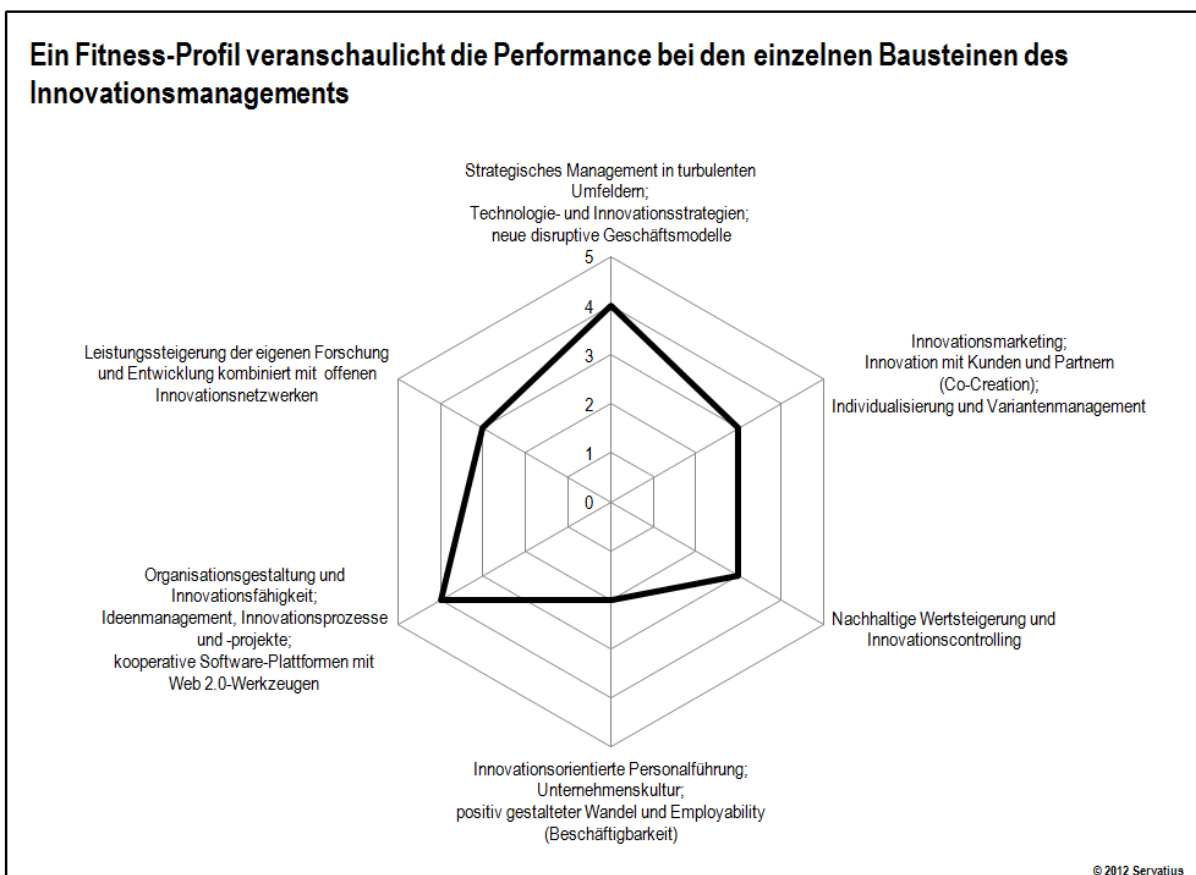 Ein Fitness-Profil veranschaulicht die Performance bei den einzelnen Bausteinen des
Innovationsmanagements
Strategisches Management in turbulenten
Umfeldern;
Technologie- und Innovationsstrategien;
neue disruptive Geschäftsmodelle
5
4
3
2
1
0
Innovationsmarketing;
Innovation mit Kunden und Partnern
(Co-Creation);
Individualisierung und Variantenmanagement
Nachhaltige Wertsteigerung und
Innovationscontrolling
Innovationsorientierte Personalführung;
Unternehmenskultur;
positiv gestalteter Wandel und Employability
(Beschäftigbarkeit)
Organisationsgestaltung und
Innovationsfähigkeit;
Ideenmanagement, Innovationsprozesse
und -projekte;
kooperative Software-Plattformen mit
Web 2.0-Werkzeugen
Leistungssteigerung der eigenen Forschung
und Entwicklung kombiniert mit offenen
Innovationsnetzwerken
© 2012 Servatius